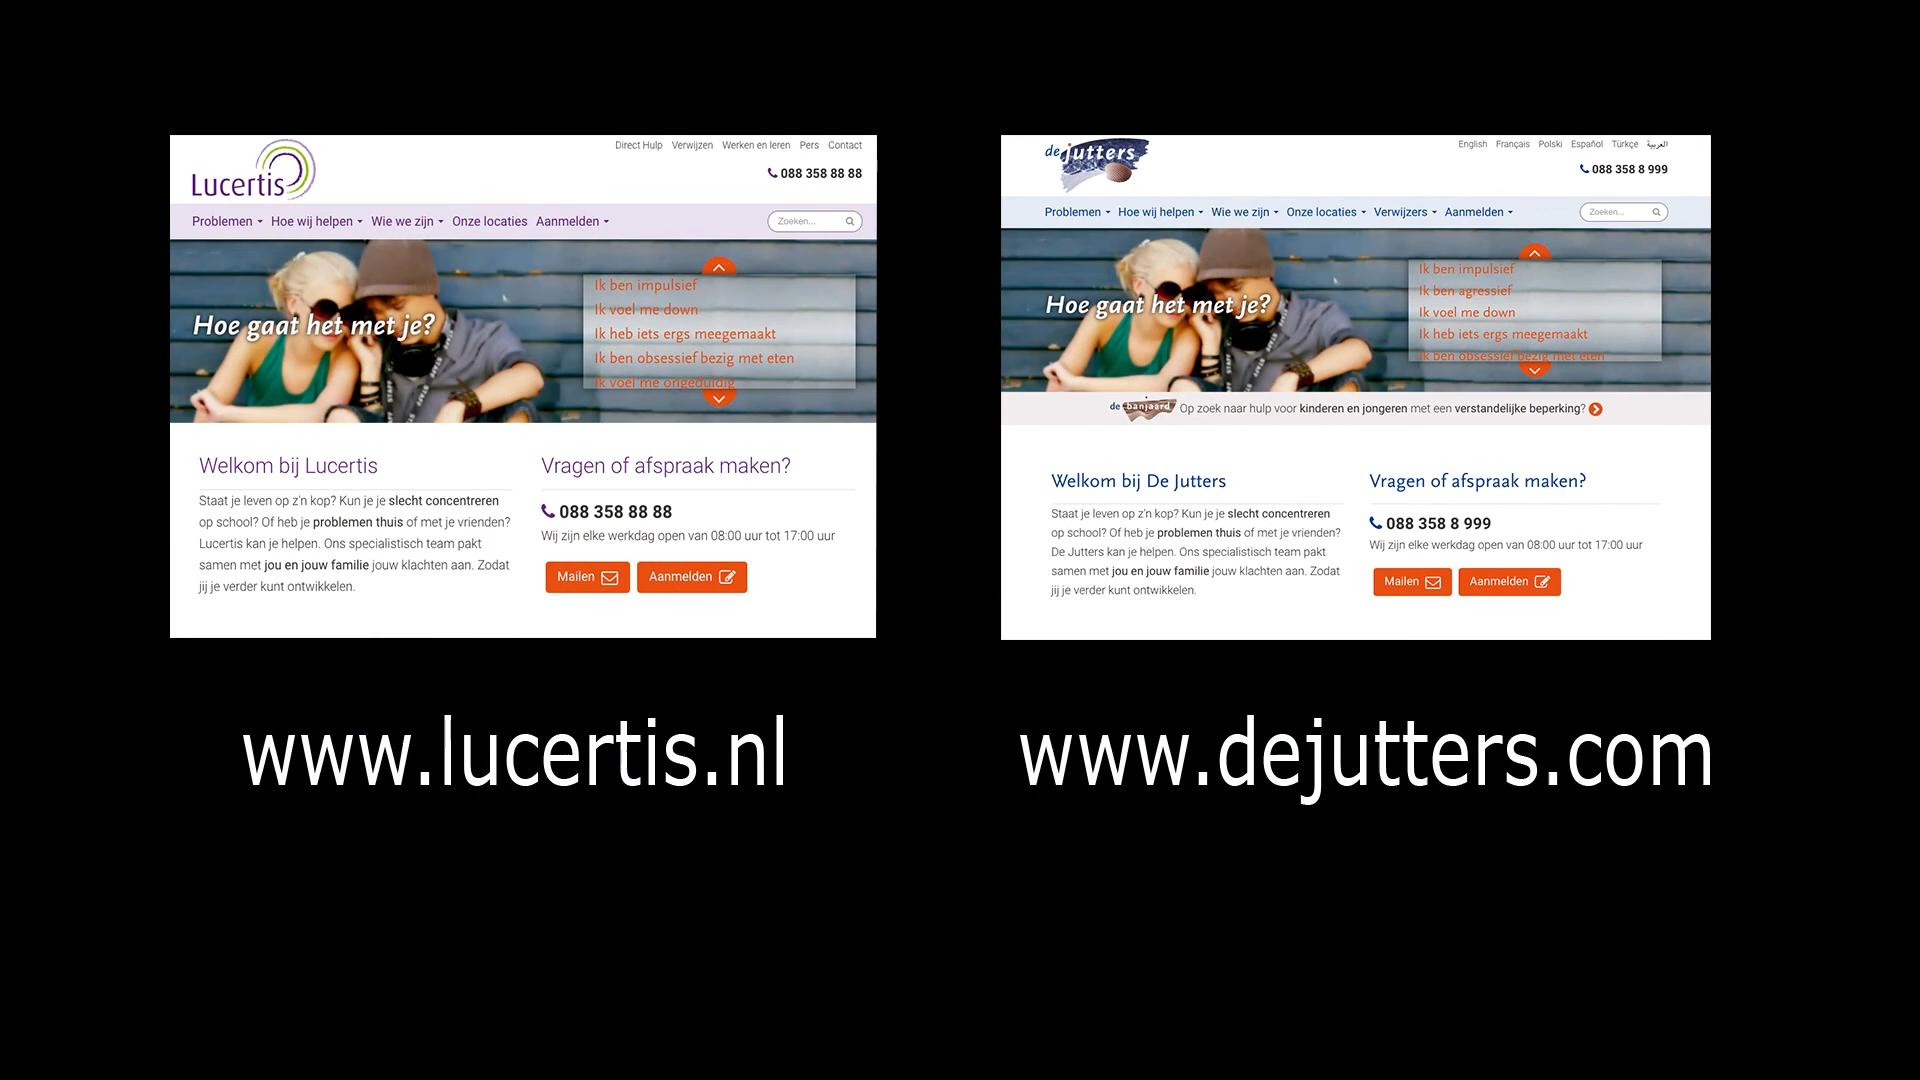 Lucertis
Direct Hulp Verwijzen Werken en leren Pers Contact
088 358 88 88
Problemen Hoe wij helpen Wie we zijn Onze locaties Aanmelden
Zoeken...
Hoe gaat het met je?
Ik ben impulsief
Ik voel me down
Ik heb iets ergs meegemaakt
Ik ben obsessief bezig met eten
Ik voel me ongeduldig
Welkom bij Lucertis
Staat je leven op z'n kop? Kun je je slecht concentreren
op school? Of heb je problemen thuis of met je vrienden?
Lucertis kan je helpen. Ons specialistisch team pakt
samen met jou en jouw familie jouw klachten aan. Zodat
jij je verder kunt ontwikkelen.
Vragen of afspraak maken?
088 358 88 88
Wij zijn elke werkdag open van 08:00 uur tot 17:00 uur
Mailen
Aanmelden
www.lucertis.nl
de jutters
English Français Polski Español Türkçe العربية
088 358 8 999
Problemen Hoe wij helpen Wie we zijn Onze locaties Verwijzers Aanmelden
Zoeken...
Hoe gaat het met je?
Ik ben impulsief
Ik ben agressief
Ik voel me down
Ik heb iets ergs meegemaakt
Ik ben obsessief bezig met eten
de banjaard Op zoek naar hulp voor kinderen en jongeren met een verstandelijke beperking?
Welkom bij De Jutters
Staat je leven op z'n kop? Kun je je slecht concentreren
op school? Of heb je problemen thuis of met je vrienden?
De Jutters kan je helpen. Ons specialistisch team pakt
samen met jou en jouw familie jouw klachten aan. Zodat
jij je verder kunt ontwikkelen.
Vragen of afspraak maken?
088 358 8 999
Wij zijn elke werkdag open van 08:00 uur tot 17:00 uur
Mailen
Aanmelden
www.dejutters.com